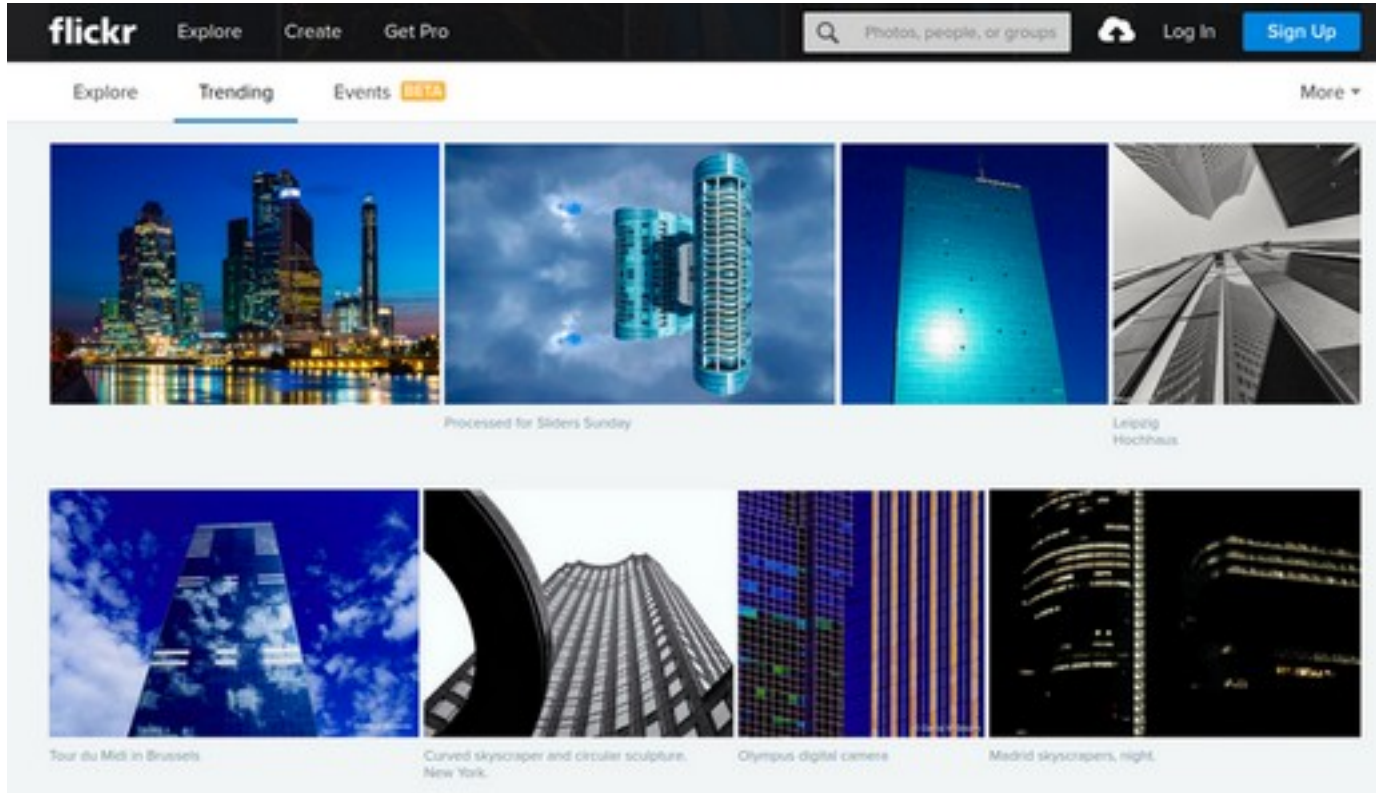 flickr Explore Create Get Pro Photos, people, or groups Log In Sign Up
Explore Trending Events BETA More
Processed for Sliders Sunday
Leipzig
Hochhaus
Tour du Midi in Brussels
Curved skyscraper and circular sculpture.
New York.
Olympus digital camera
Madrid skyscrapers, night.